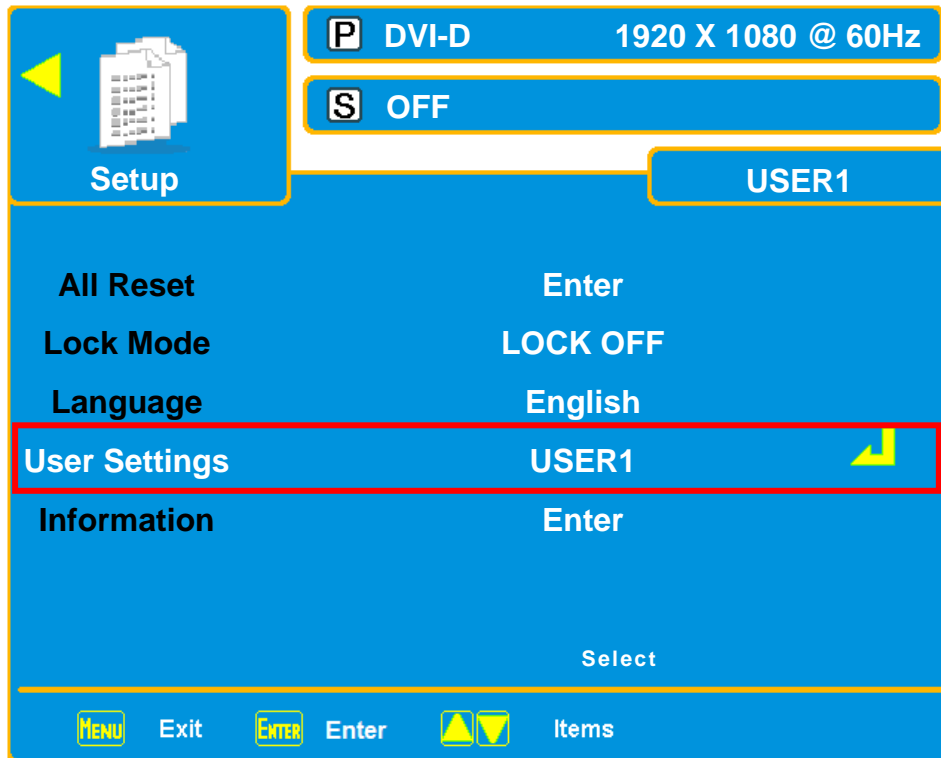 P DVI-D 1920 X 1080 @ 60Hz
S OFF
Setup USER1
All Reset Enter
Lock Mode LOCK OFF
Language English
User Settings USER1
Information Enter
Select
MENU Exit ENTER Enter Items